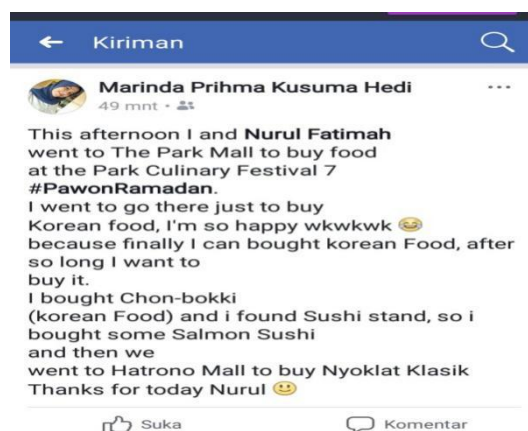 Kiriman
Marinda Prihma Kusuma Hedi
49 mnt
This afternoon I and Nurul Fatimah
went to The Park Mall to buy food
at the Park Culinary Festival 7
#PawonRamadan.
I went to go there just to buy
Korean food, I'm so happy wkwkwk 😂
because finally I can bought korean Food, after
so long I want to
buy it.
I bought Chon-bokki
(korean Food) and i found Sushi stand, so i
bought some Salmon Sushi
and then we
went to Hatrono Mall to buy Nyoklat Klasik
Thanks for today Nurul 🙂
Suka
Komentar